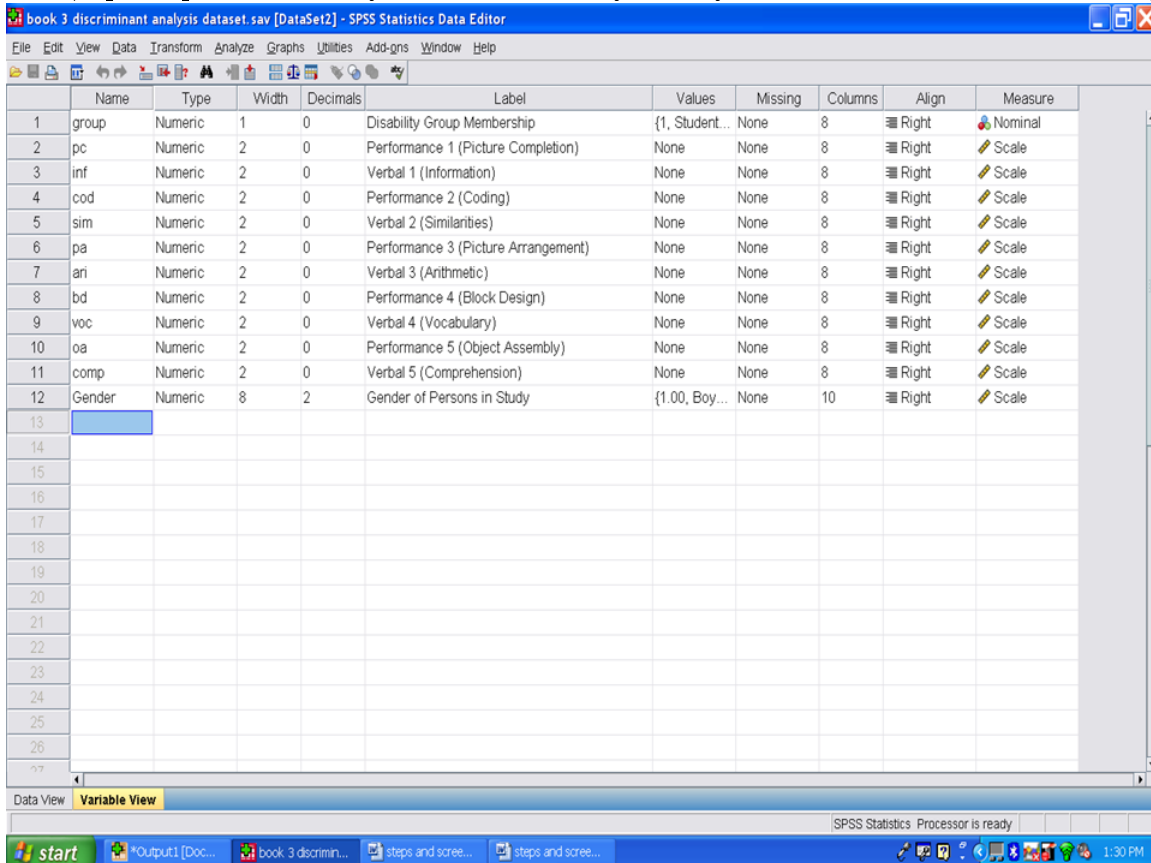 book 3 discriminant analysis dataset.sav [DataSet2] - SPSS Statistics Data Editor
File Edit View Data Transform Analyze Graphs Utilities Add-ons Window Help
Name Type Width Decimals Label Values Missing Columns Align Measure
1 group Numeric 1 0 Disability Group Membership {1, Student... None 8 Right Nominal
2 pc Numeric 2 0 Performance 1 (Picture Completion) None None 8 Right Scale
3 inf Numeric 2 0 Verbal 1 (Information) None None 8 Right Scale
4 cod Numeric 2 0 Performance 2 (Coding) None None 8 Right Scale
5 sim Numeric 2 0 Verbal 2 (Similarities) None None 8 Right Scale
6 pa Numeric 2 0 Performance 3 (Picture Arrangement) None None 8 Right Scale
7 ari Numeric 2 0 Verbal 3 (Arithmetic) None None 8 Right Scale
8 bd Numeric 2 0 Performance 4 (Block Design) None None 8 Right Scale
9 voc Numeric 2 0 Verbal 4 (Vocabulary) None None 8 Right Scale
10 oa Numeric 2 0 Performance 5 (Object Assembly) None None 8 Right Scale
11 comp Numeric 2 0 Verbal 5 (Comprehension) None None 8 Right Scale
12 Gender Numeric 8 2 Gender of Persons in Study {1.00, Boy... None 10 Right Scale
13
14
15
16
17
18
19
20
21
22
23
24
25
26
27
Data View Variable View
SPSS Statistics Processor is ready
start *Output1 [Doc... book 3 discrimin... steps and scree... steps and scree... 1:30 PM